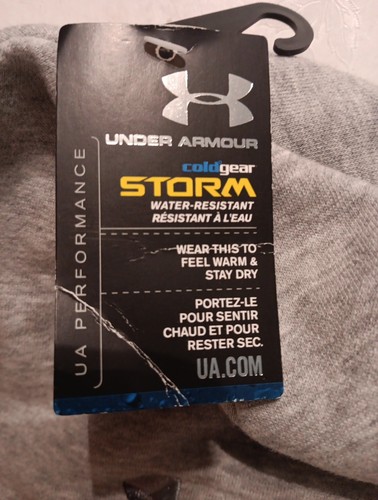 UNDER ARMOUR
coldgear
STORM
WATER-RESISTANT
RÉSISTANT À L'EAU
WEAR THIS TO
FEEL WARM &
STAY DRY
PORTEZ-LE
POUR SENTIR
CHAUD ET POUR
RESTER SEC.
UA.COM
UA PERFORMANCE